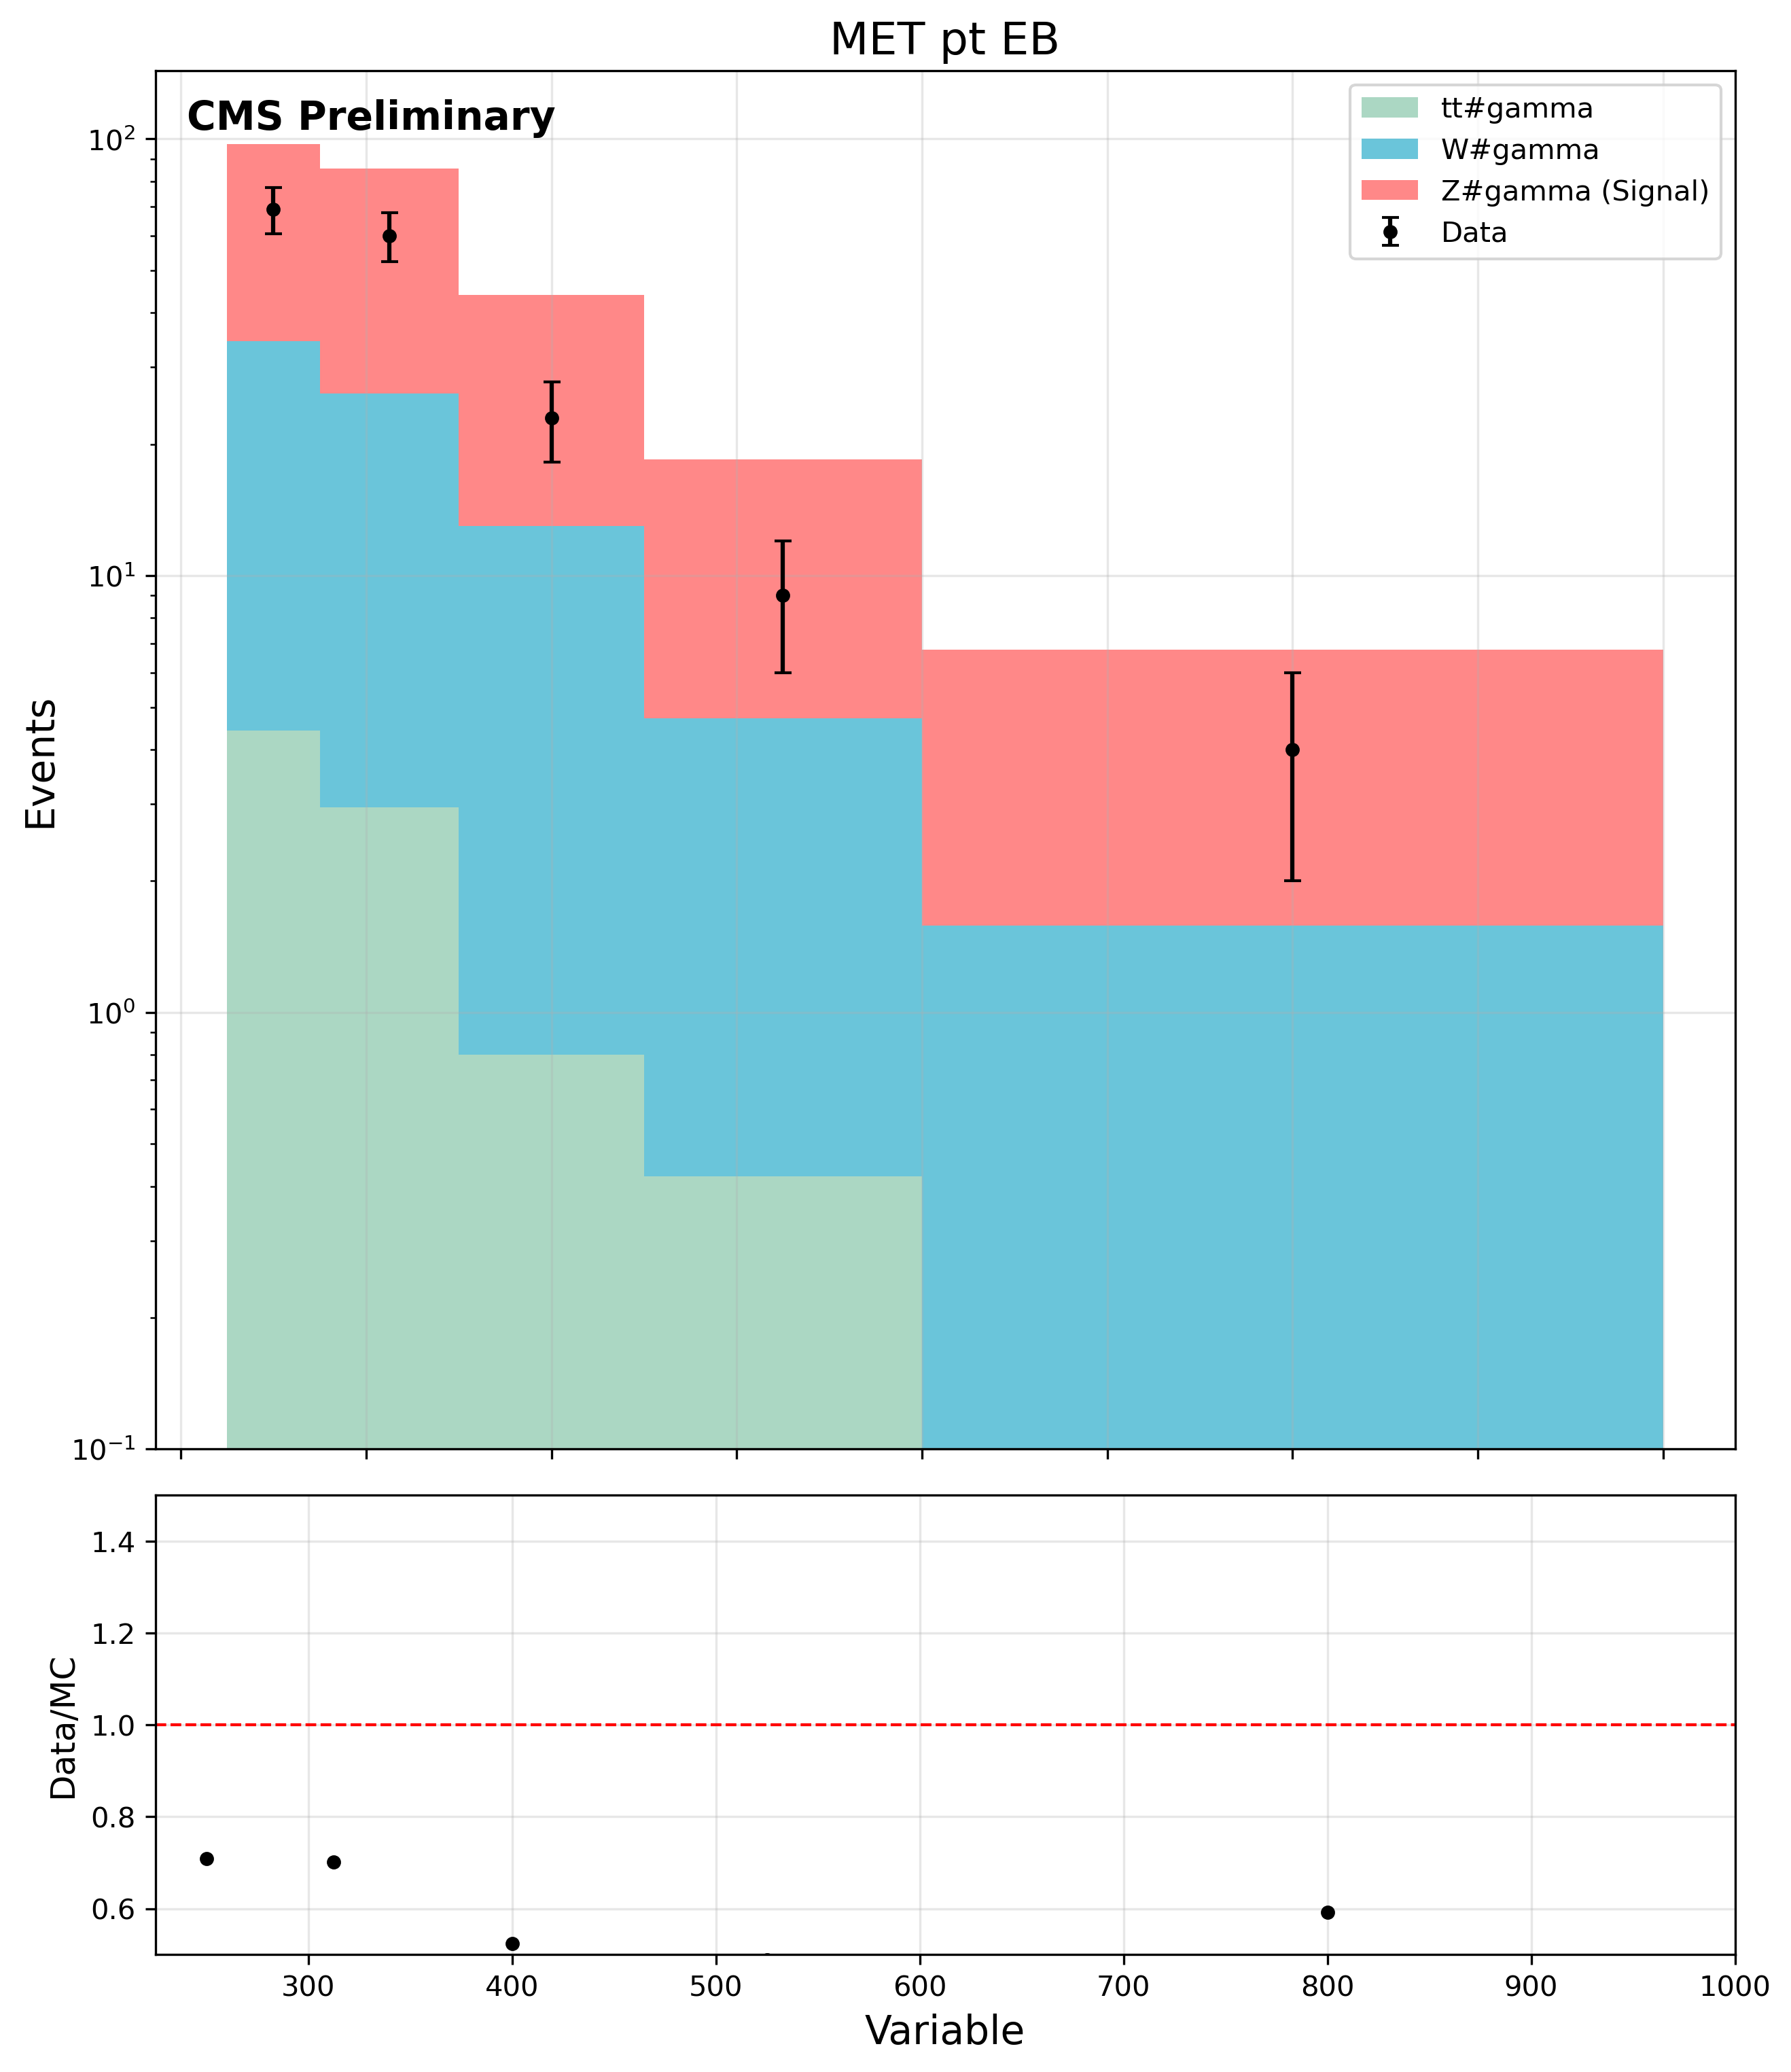 MET pt EB
CMS Preliminary
tt#gamma
W#gamma
Z#gamma (Signal)
Data
Events
10²
10¹
10⁰
10⁻¹
Data/MC
1.4
1.2
1.0
0.8
0.6
300 400 500 600 700 800 900 1000
Variable